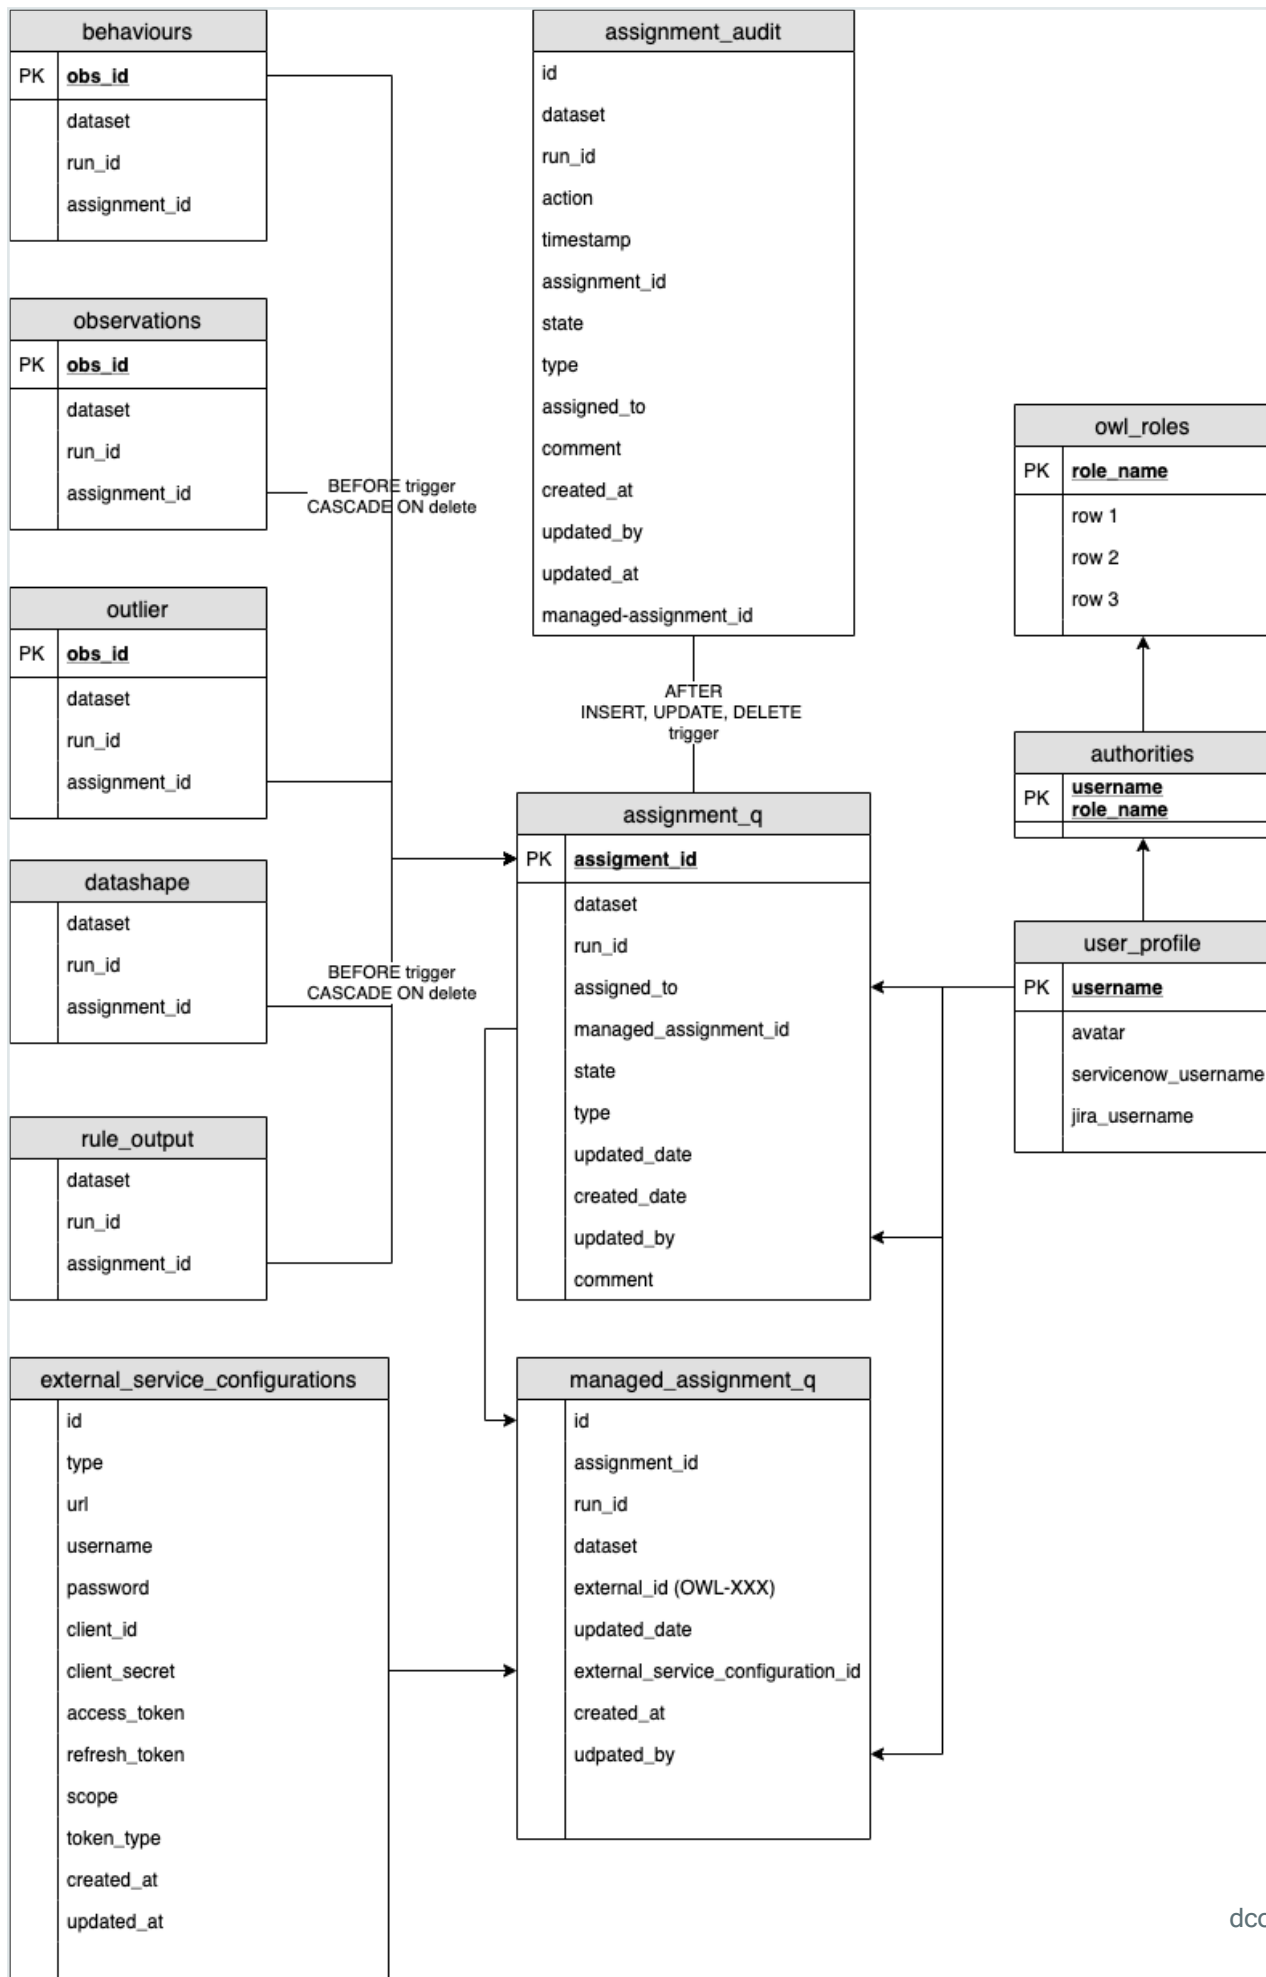 behaviours
PK obs_id
dataset
run_id
assignment_id
observations
PK obs_id
dataset
run_id
assignment_id
BEFORE trigger
CASCADE ON delete
outlier
PK obs_id
dataset
run_id
assignment_id
datashape
dataset
run_id
assignment_id
BEFORE trigger
CASCADE ON delete
rule_output
dataset
run_id
assignment_id
external_service_configurations
id
type
url
username
password
client_id
client_secret
access_token
refresh_token
scope
token_type
created_at
updated_at
assignment_audit
id
dataset
run_id
action
timestamp
assignment_id
state
type
assigned_to
comment
created_at
updated_by
updated_at
managed-assignment_id
AFTER
INSERT, UPDATE, DELETE
trigger
assignment_q
PK assigment_id
dataset
run_id
assigned_to
managed_assignment_id
state
type
updated_date
created_date
updated_by
comment
managed_assignment_q
id
assignment_id
run_id
dataset
external_id (OWL-XXX)
updated_date
external_service_configuration_id
created_at
udpated_by
owl_roles
PK role_name
row 1
row 2
row 3
authorities
PK username
role_name
user_profile
PK username
avatar
servicenow_username
jira_username